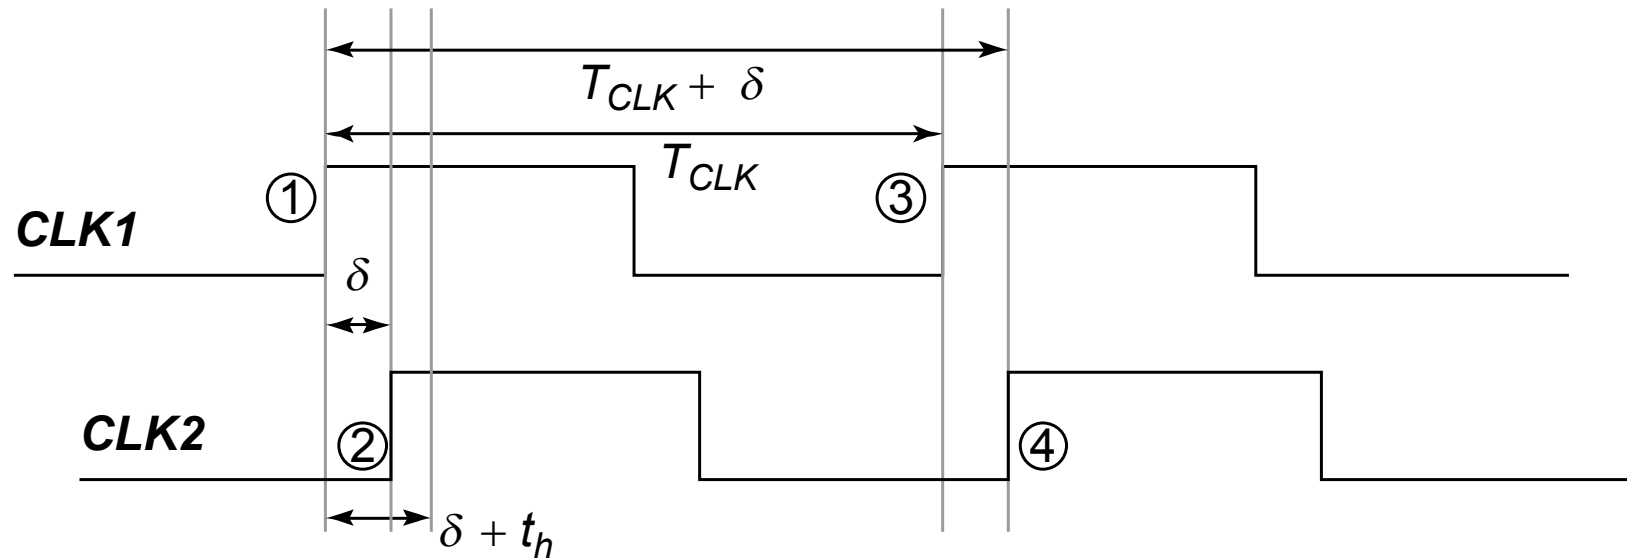 T_CLK + δ
T_CLK
① ③
CLK1
δ
CLK2 ② ④
δ + t_h